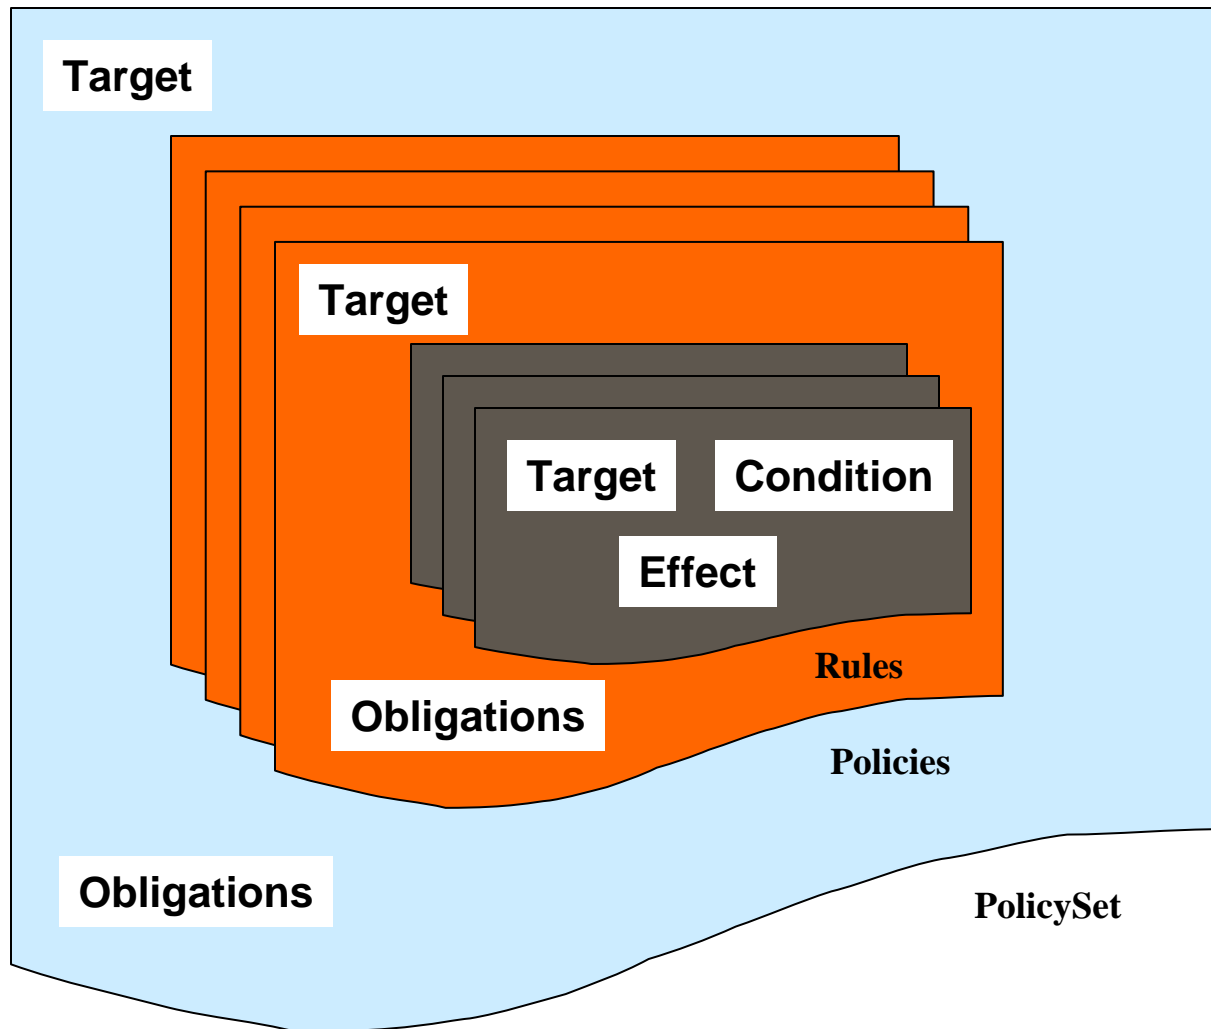 Target
Target
Target Condition
Effect
Rules
Obligations
Policies
Obligations
PolicySet